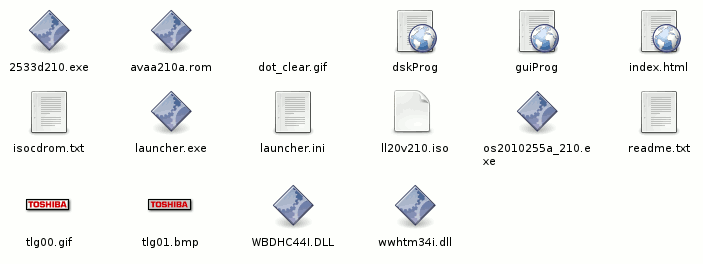 2533d210.exe
avaa210a.rom
dot_clear.gif
dskProg
guiProg
index.html
isocdrom.txt
launcher.exe
launcher.ini
ll20v210.iso
os2010255a_210.e
xe
readme.txt
TOSHIBA
TOSHIBA
tlg00.gif
tlg01.bmp
WBDHC44I.DLL
wwhtm34i.dll